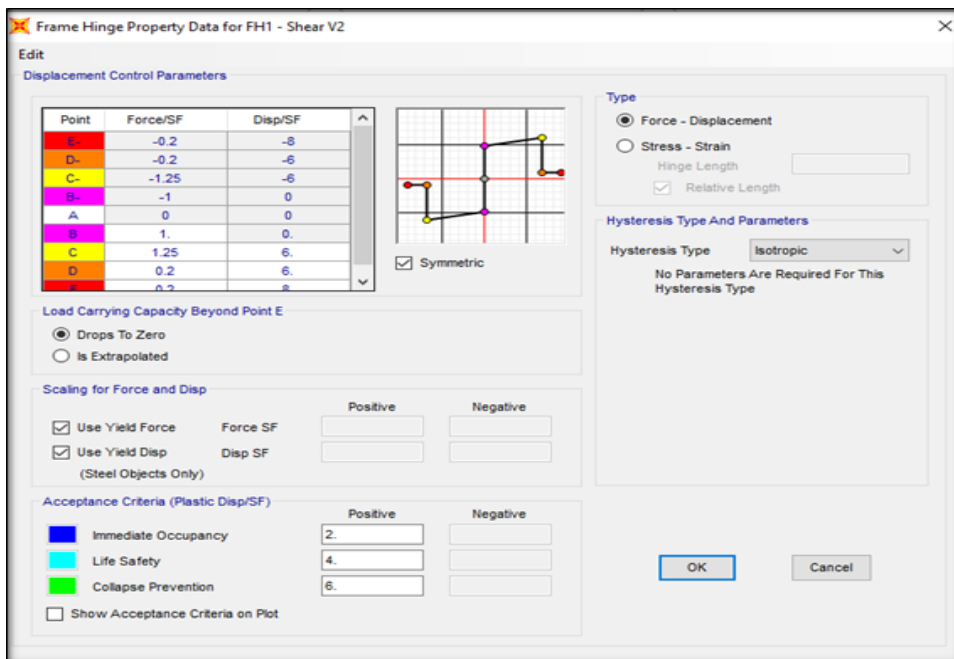 Frame Hinge Property Data for FH1 - Shear V2
Edit
Displacement Control Parameters
Point Force/SF Disp/SF
E- -0.2 -8
D- -0.2 -6
C- -1.25 -6
B- -1 0
A 0 0
B 1. 0.
C 1.25 6.
D 0.2 6.
E 0.2 8.
Symmetric
Load Carrying Capacity Beyond Point E
Drops To Zero
Is Extrapolated
Scaling for Force and Disp
Positive Negative
Use Yield Force Force SF
Use Yield Disp Disp SF
(Steel Objects Only)
Acceptance Criteria (Plastic Disp/SF)
Positive Negative
Immediate Occupancy 2.
Life Safety 4.
Collapse Prevention 6.
Show Acceptance Criteria on Plot
Type
Force - Displacement
Stress - Strain
Hinge Length
Relative Length
Hysteresis Type And Parameters
Hysteresis Type Isotropic
No Parameters Are Required For This
Hysteresis Type
OK Cancel